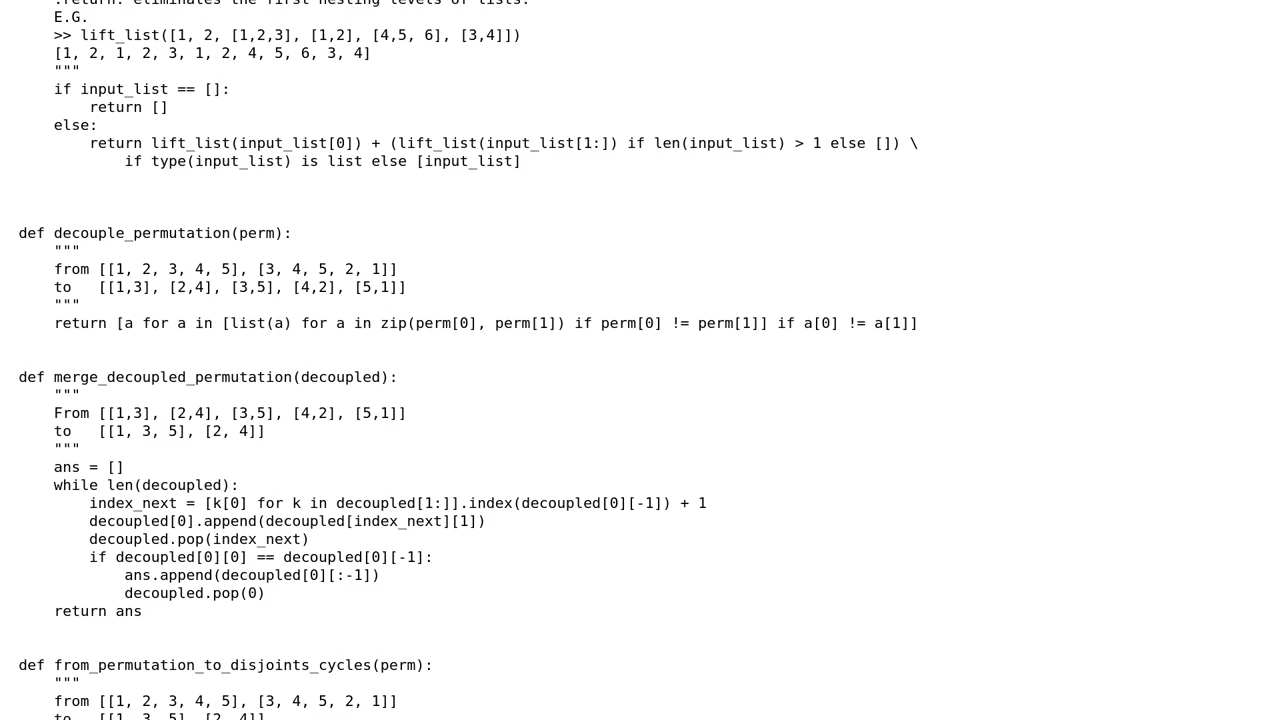 :return: eliminates the first nesting levels of lists.
E.G.
>> lift_list([1, 2, [1,2,3], [1,2], [4,5, 6], [3,4]])
[1, 2, 1, 2, 3, 1, 2, 4, 5, 6, 3, 4]
"""
if input_list == []:
return []
else:
return lift_list(input_list[0]) + (lift_list(input_list[1:]) if len(input_list) > 1 else []) \
if type(input_list) is list else [input_list]
def decouple_permutation(perm):
"""
from [[1, 2, 3, 4, 5], [3, 4, 5, 2, 1]]
to   [[1,3], [2,4], [3,5], [4,2], [5,1]]
"""
return [a for a in [list(a) for a in zip(perm[0], perm[1]) if perm[0] != perm[1]] if a[0] != a[1]]
def merge_decoupled_permutation(decoupled):
"""
From [[1,3], [2,4], [3,5], [4,2], [5,1]]
to   [[1, 3, 5], [2, 4]]
"""
ans = []
while len(decoupled):
index_next = [k[0] for k in decoupled[1:]].index(decoupled[0][-1]) + 1
decoupled[0].append(decoupled[index_next][1])
decoupled.pop(index_next)
if decoupled[0][0] == decoupled[0][-1]:
ans.append(decoupled[0][:-1])
decoupled.pop(0)
return ans
def from_permutation_to_disjoints_cycles(perm):
"""
from [[1, 2, 3, 4, 5], [3, 4, 5, 2, 1]]
to   [[1, 3, 5], [2, 4]]